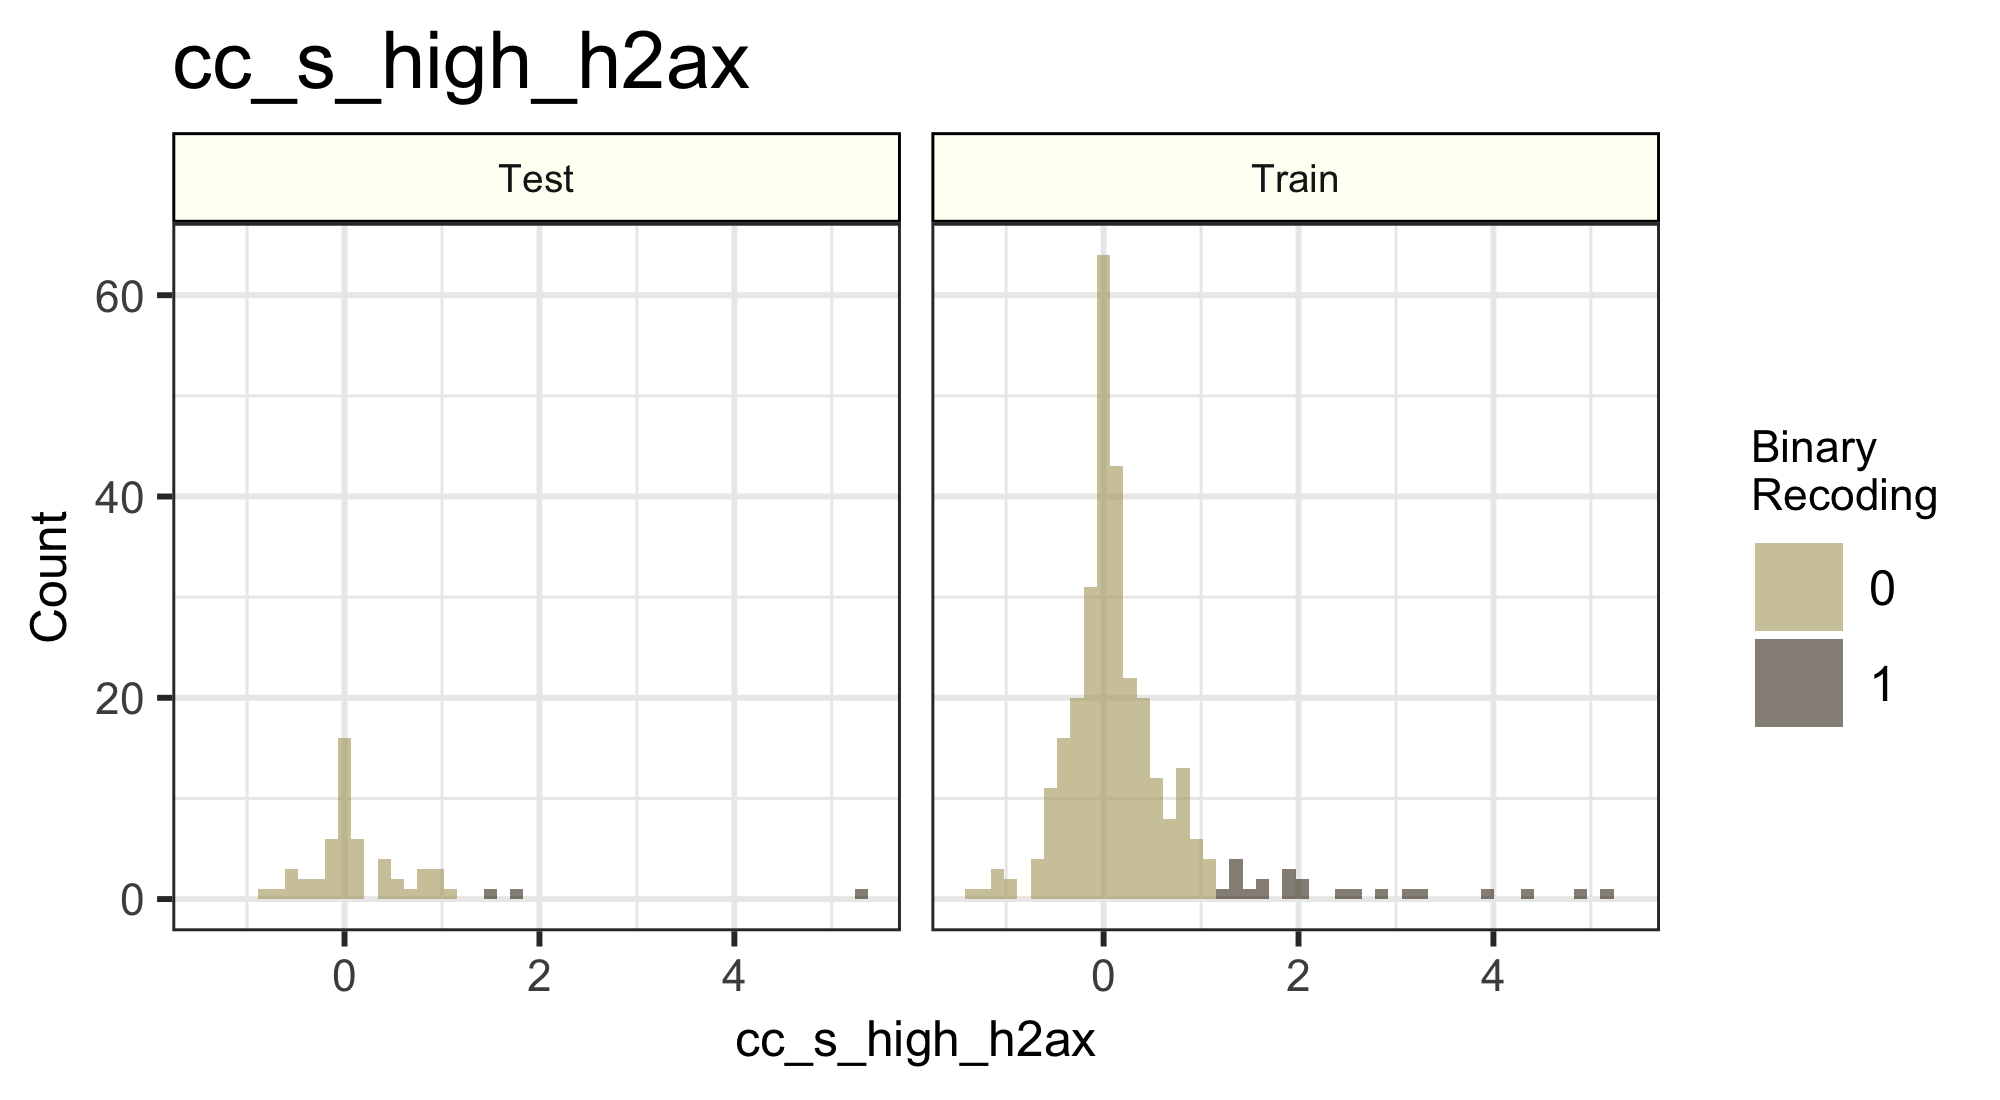 cc_s_high_h2ax
Test
Train
60
40
20
0
Count
0 2 4
0 2 4
cc_s_high_h2ax
Binary
Recoding
0
1